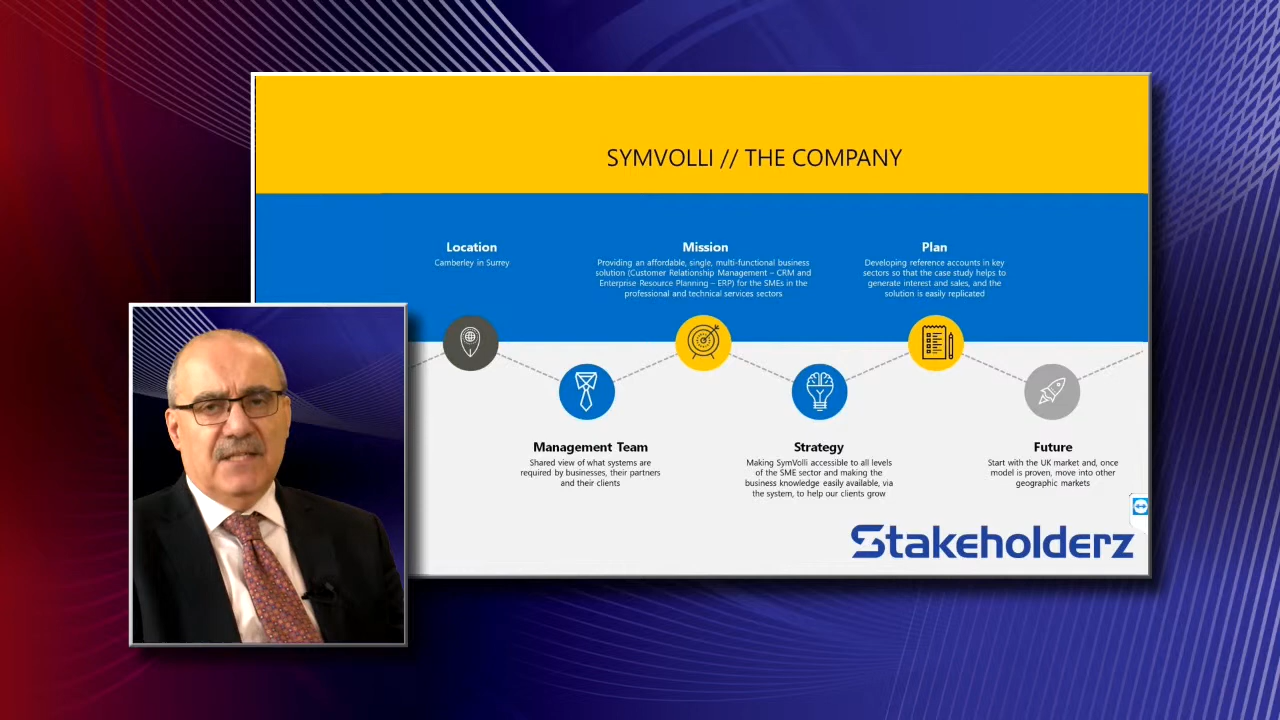 SYMVOLLI // THE COMPANY
Location
Camberley in Surrey
Mission
Providing an affordable, single, multi-functional business
solution (Customer Relationship Management – CRM and
Enterprise Resource Planning – ERP) for the SMEs in the
professional and technical services sectors
Plan
Developing reference accounts in key
sectors so that the case study helps to
generate interest and sales, and the
solution is easily replicated
Management Team
Shared view of what systems are
required by businesses, their partners
and their clients
Strategy
Making SymVolli accessible to all levels
of the SME sector and making the
business knowledge easily available, via
the system, to help our clients grow
Future
Start with the UK market and, once
model is proven, move into other
geographic markets
Stakeholderz